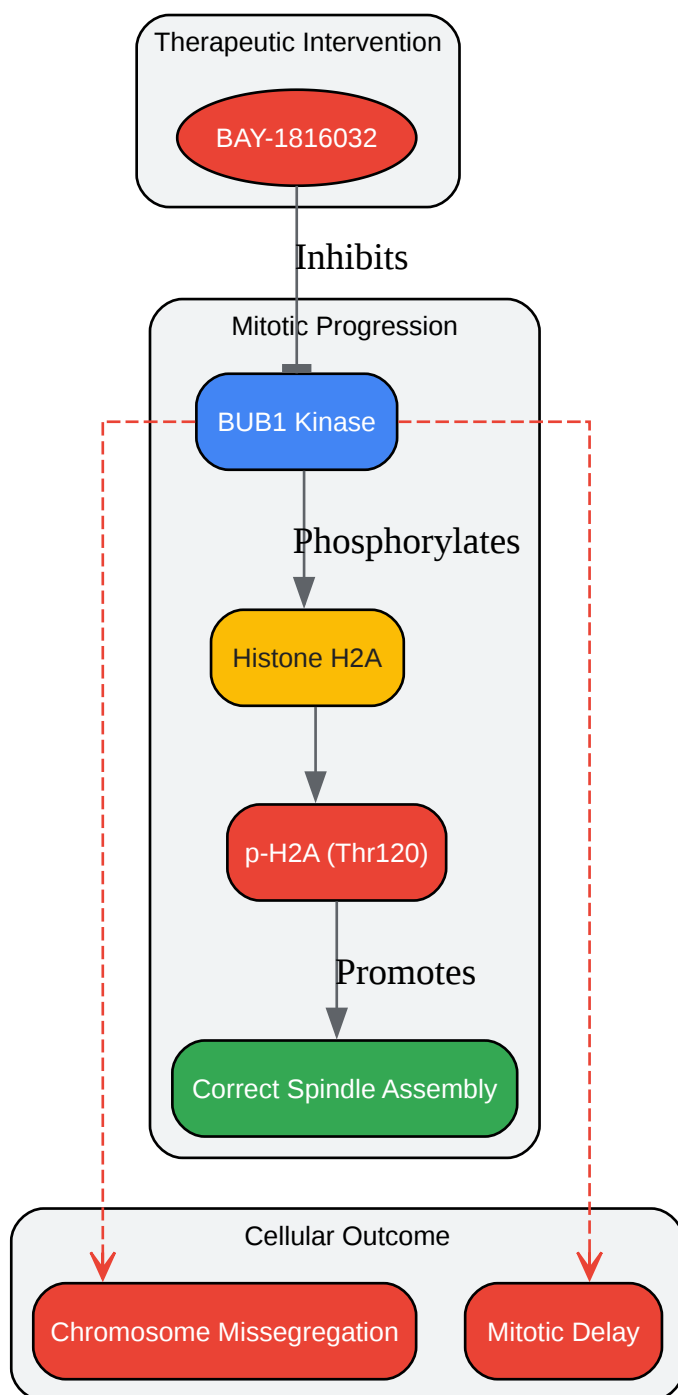 Therapeutic Intervention
BAY-1816032
Inhibits
Mitotic Progression
BUB1 Kinase
Phosphorylates
Histone H2A
p-H2A (Thr120)
Promotes
Correct Spindle Assembly
Cellular Outcome
Chromosome Missegregation
Mitotic Delay